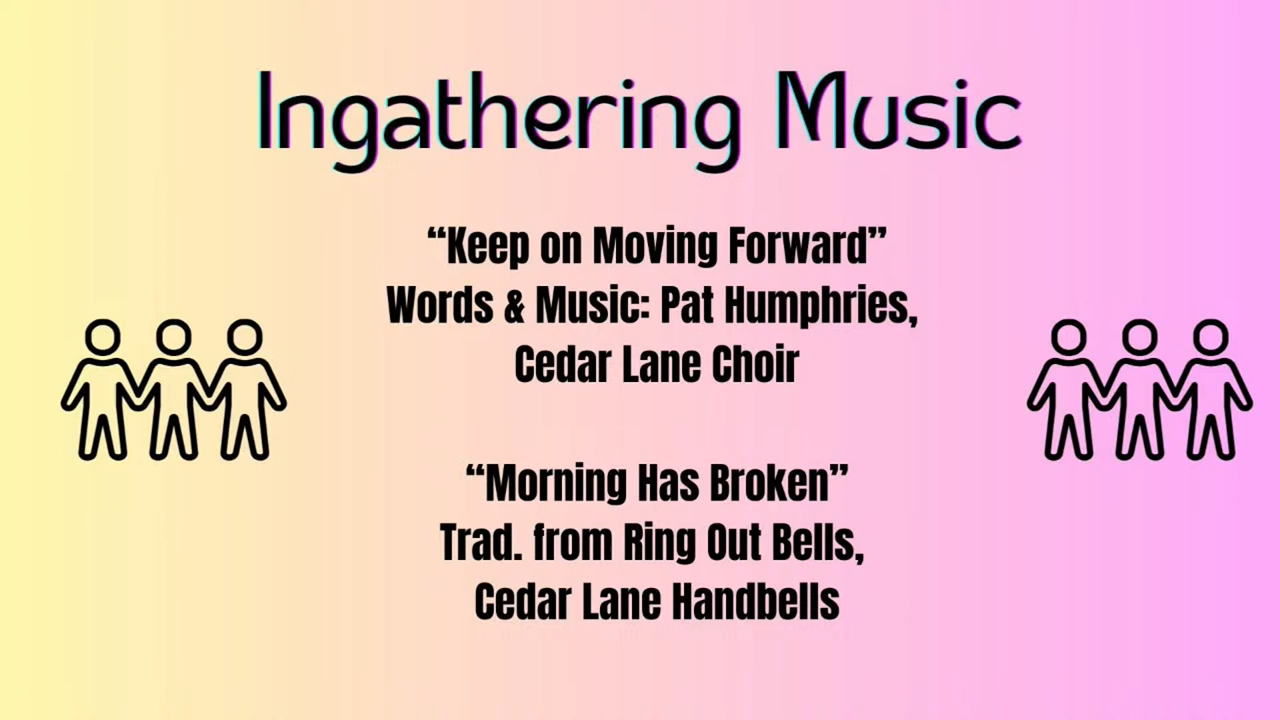 Ingathering Music
“Keep on Moving Forward”
Words & Music: Pat Humphries,
Cedar Lane Choir
“Morning Has Broken”
Trad. from Ring Out Bells,
Cedar Lane Handbells